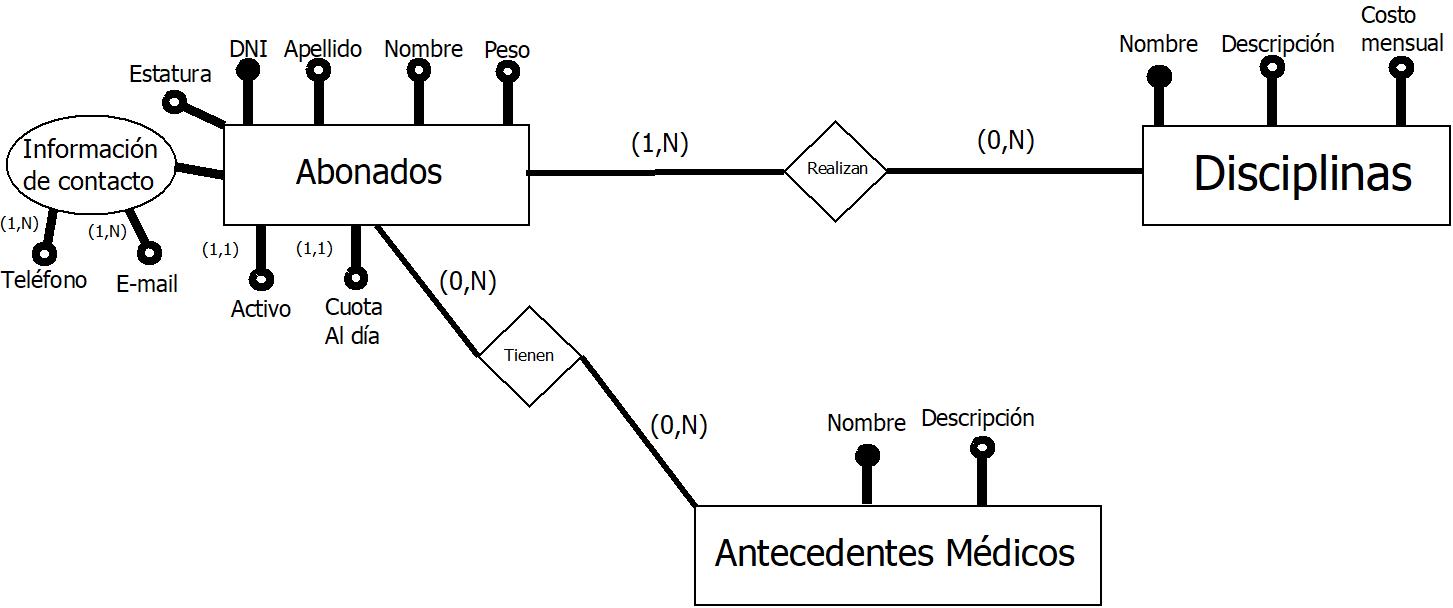 DNI
Apellido
Nombre
Peso
Estatura
Información
de contacto
(1,N)
Teléfono
(1,N)
E-mail
Abonados
(1,1)
Activo
(1,1)
Cuota
Al día
(1,N)
Realizan
(0,N)
Nombre
Descripción
Costo
mensual
Disciplinas
(0,N)
Tienen
(0,N)
Nombre
Descripción
Antecedentes Médicos